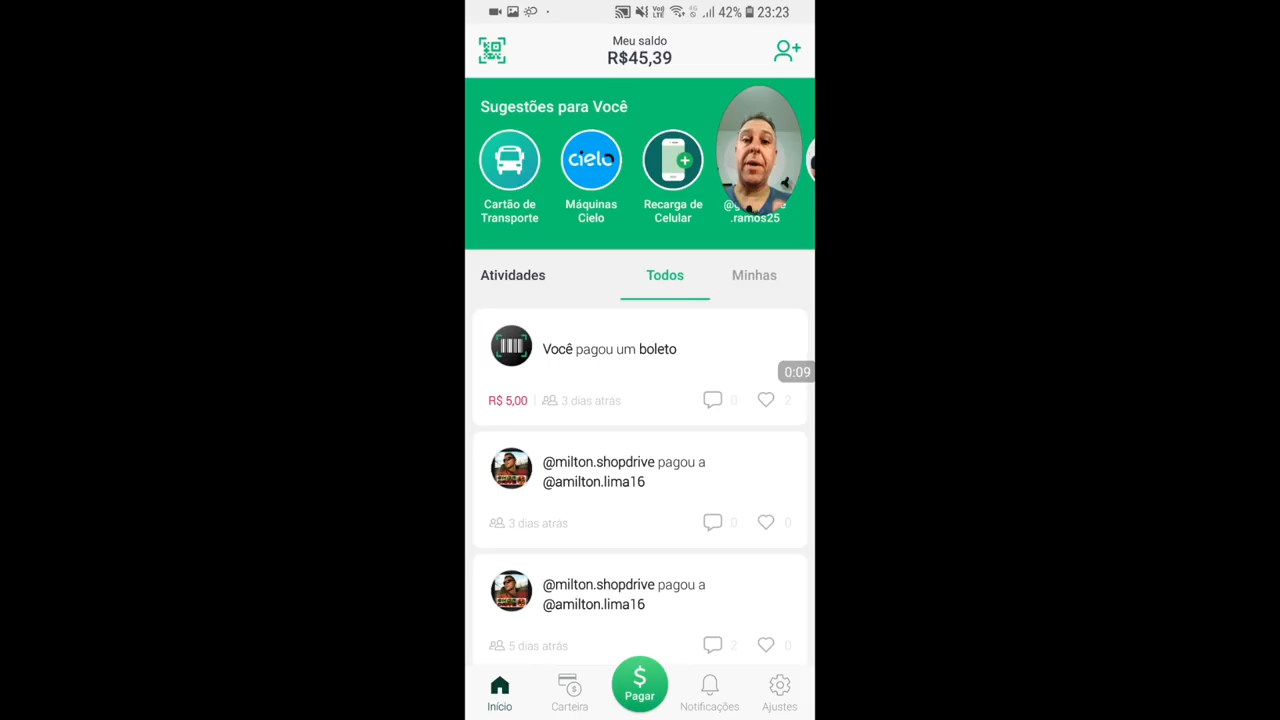 42% 23:23
Meu saldo
R$45,39
Sugestões para Você
cielo
Cartão de
Transporte
Máquinas
Cielo
Recarga de
Celular
.ramos25
Atividades
Todos
Minhas
Você pagou um boleto
0:09
R$ 5,00
3 dias atrás
0
2
@milton.shopdrive pagou a
@amilton.lima16
3 dias atrás
0
0
@milton.shopdrive pagou a
@amilton.lima16
5 dias atrás
2
0
$
Pagar
Início
Carteira
Notificações
Ajustes